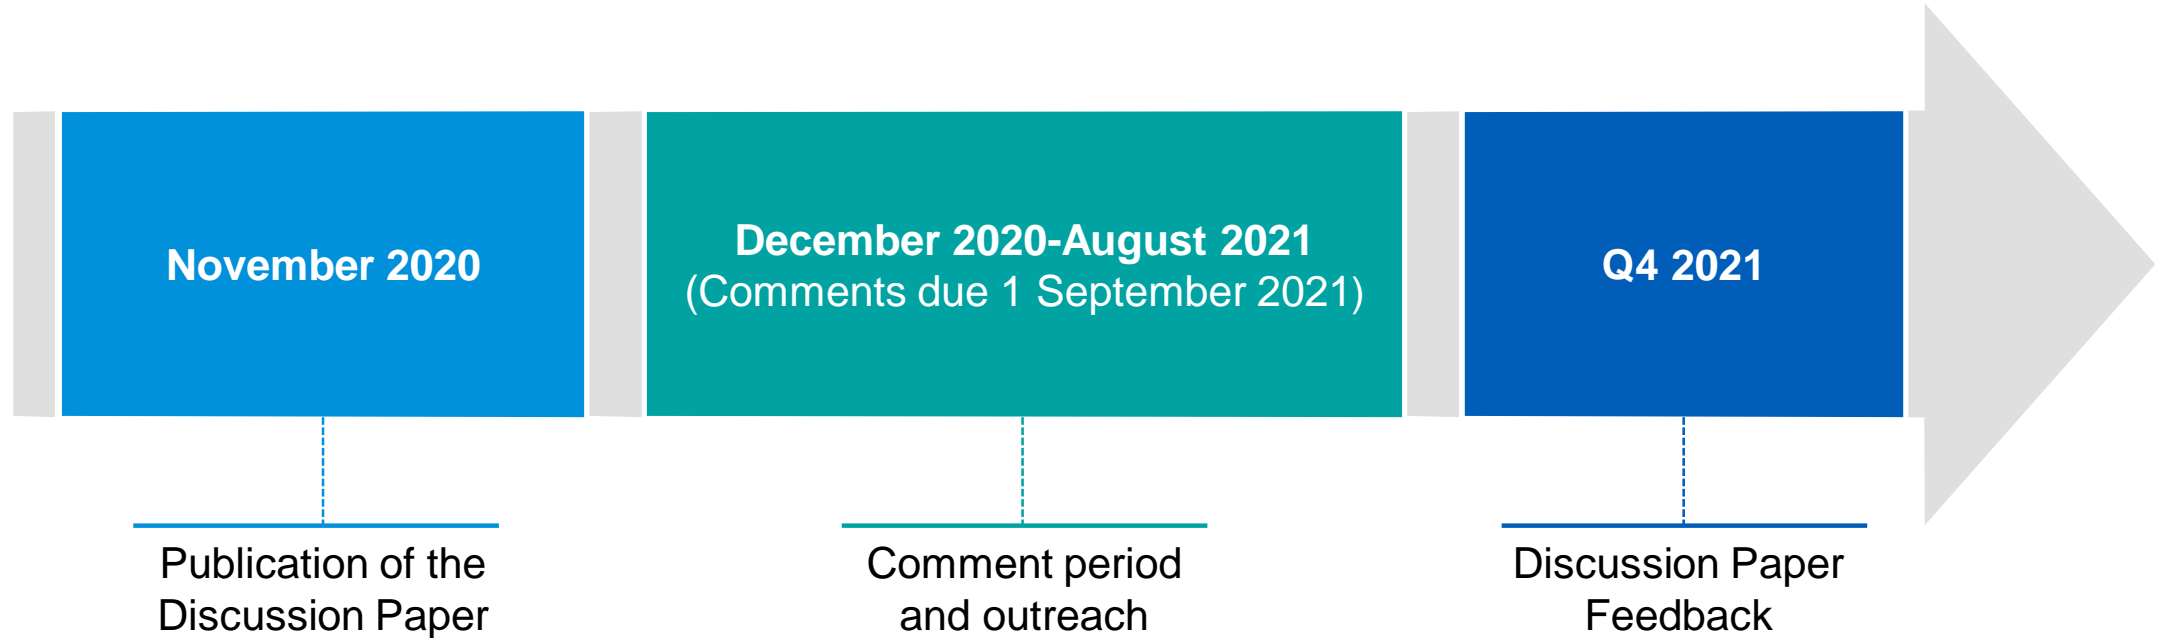 November 2020
December 2020-August 2021
(Comments due 1 September 2021)
Q4 2021
Publication of the
Discussion Paper
Comment period
and outreach
Discussion Paper
Feedback